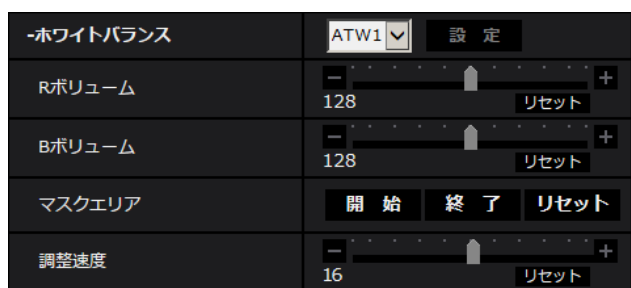 -ホワイトバランス ATW1 設 定
Rボリューム − +
128 リセット
Bボリューム − +
128 リセット
マスクエリア 開 始 終 了 リセット
調整速度 − +
16 リセット